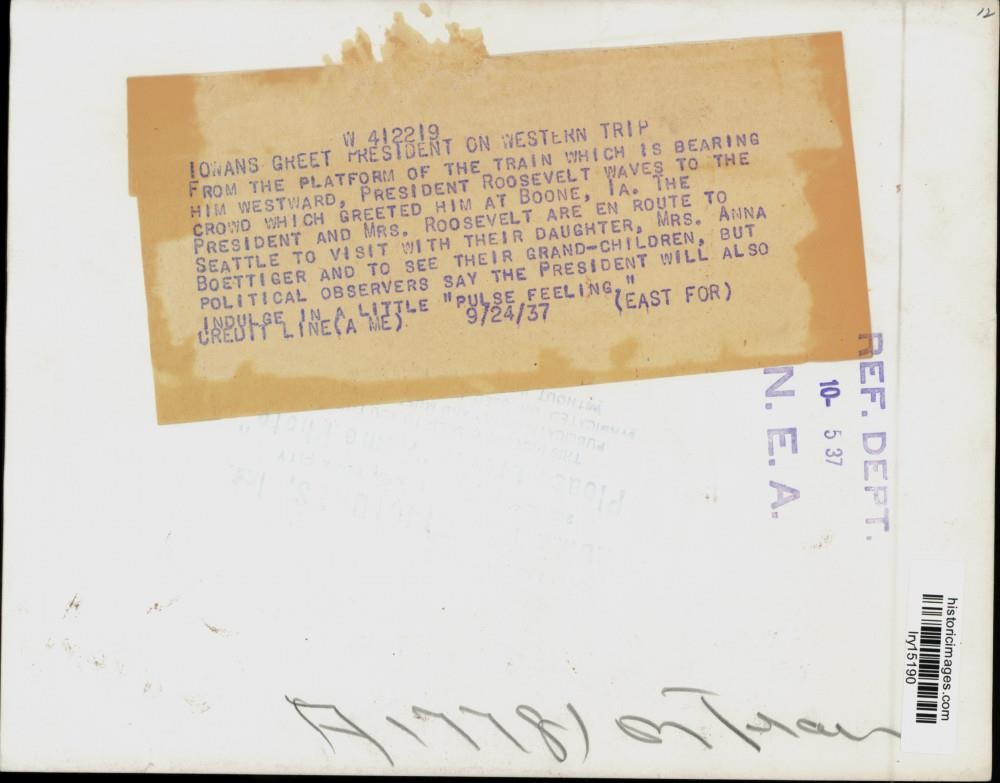 12
W 412219
IOWANS GREET PRESIDENT ON WESTERN TRIP
FROM THE PLATFORM OF THE TRAIN WHICH IS BEARING
HIM WESTWARD, PRESIDENT ROOSEVELT WAVES TO THE
CROWD WHICH GREETED HIM AT BOONE, IA. THE
PRESIDENT AND MRS. ROOSEVELT ARE EN ROUTE TO
SEATTLE TO VISIT WITH THEIR DAUGHTER, MRS. ANNA
BOETTIGER AND TO SEE THEIR GRAND-CHILDREN, BUT
POLITICAL OBSERVERS SAY THE PRESIDENT WILL ALSO
INDULGE IN A LITTLE "PULSE FEELING."
CREDIT LINE(A ME) 9/24/37 (EAST FOR)
REF. DEPT.
10- 5 37
N. E. A.
historicimages.com
lry15190